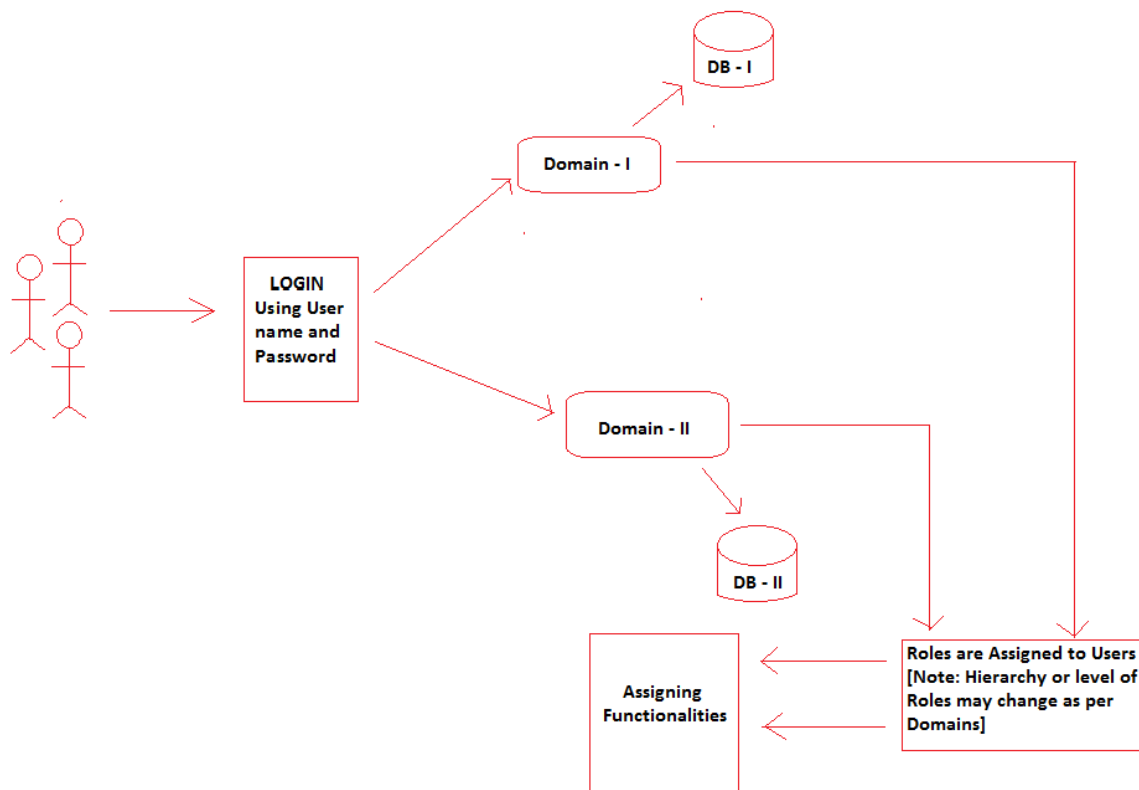 DB - I
Domain - I
LOGIN
Using User
name and
Password
Domain - II
DB - II
Roles are Assigned to Users
[Note: Hierarchy or level of
Roles may change as per
Domains]
Assigning
Functionalities